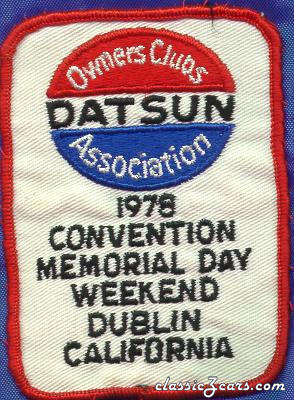 Owners Clubs
DATSUN
Association
1978
CONVENTION
MEMORIAL DAY
WEEKEND
DUBLIN
CALIFORNIA
classiczcars.com